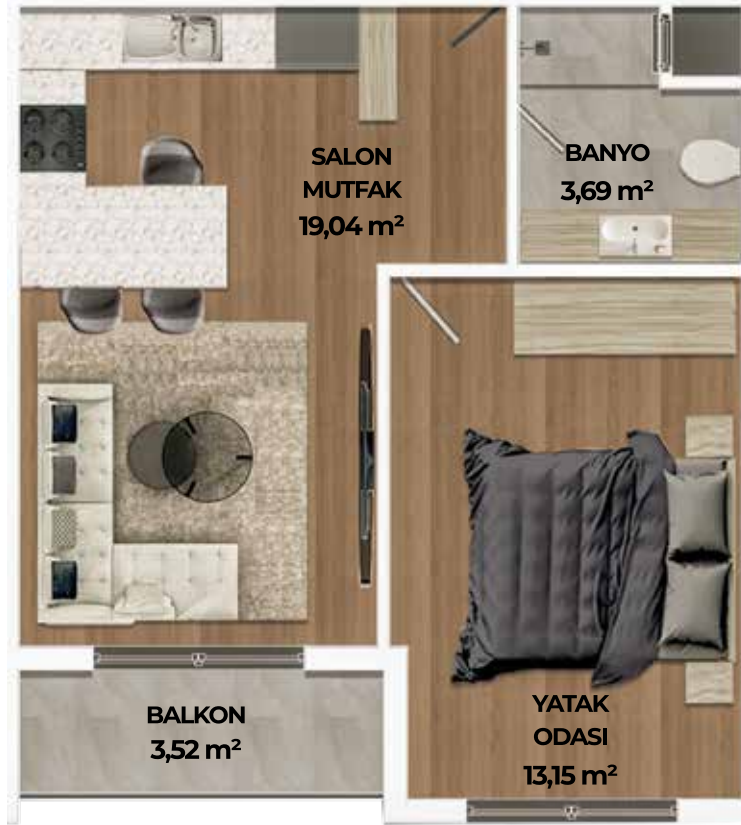 SALON
MUTFAK
19,04 m²
BANYO
3,69 m²
BALKON
3,52 m²
YATAK
ODASI
13,15 m²